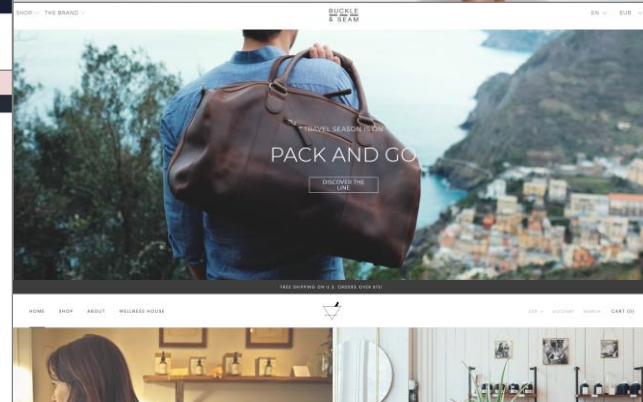 SHOP THE BRAND
BUCKLE
& SEAM
EN EUR
TRAVEL SEASON IS ON
PACK AND GO
DISCOVER THE
LINE
FREE SHIPPING ON U.S. ORDERS OVER $75!
HOME SHOP ABOUT WELLNESS HOUSE
ACCOUNT SEARCH CART (0)